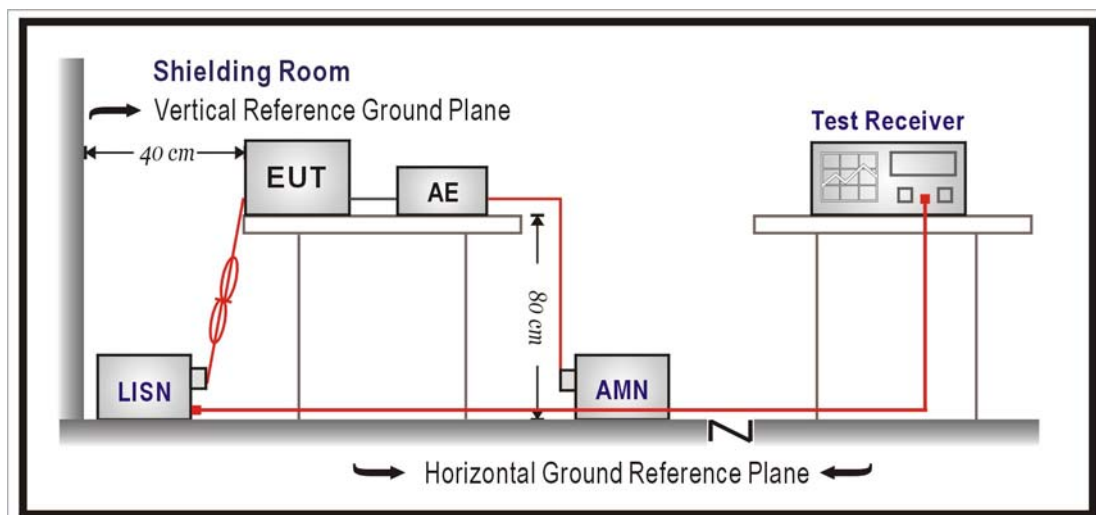 Shielding Room
Vertical Reference Ground Plane
40 cm
EUT
AE
Test Receiver
80 cm
LISN
AMN
Horizontal Ground Reference Plane